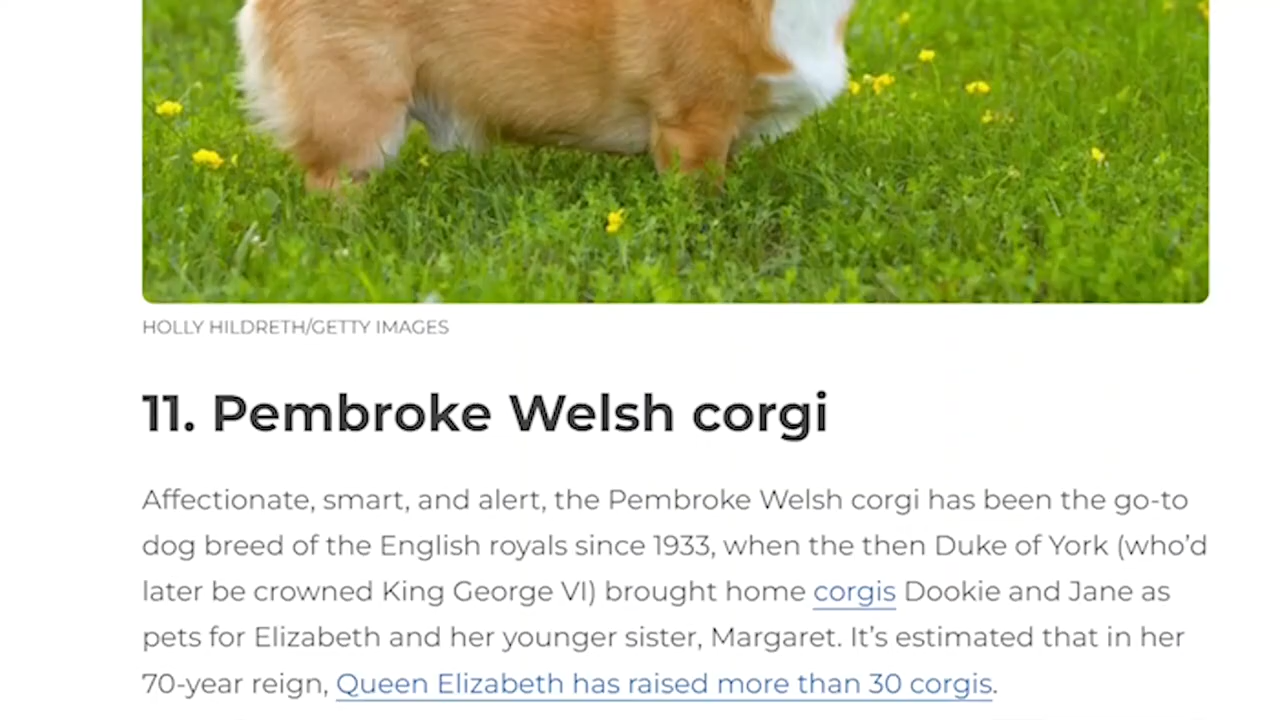 HOLLY HILDRETH/GETTY IMAGES
11. Pembroke Welsh corgi
Affectionate, smart, and alert, the Pembroke Welsh corgi has been the go-to
dog breed of the English royals since 1933, when the then Duke of York (who’d
later be crowned King George VI) brought home corgis Dookie and Jane as
pets for Elizabeth and her younger sister, Margaret. It’s estimated that in her
70-year reign, Queen Elizabeth has raised more than 30 corgis.